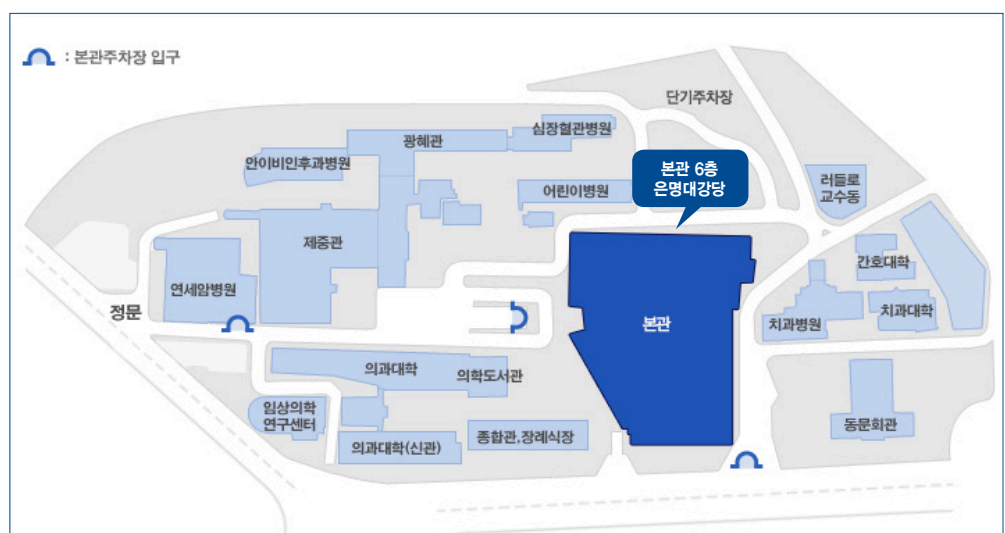 : 본관주차장 입구
단기주차장
심장혈관병원
광혜관
안이비인후과병원
본관 6층
은명대강당
어린이병원
러들로
교수동
제중관
간호대학
연세암병원
정문
본관
치과병원
치과대학
의과대학
의학도서관
임상의학
연구센터
의과대학(신관)
종합관,장례식장
동문회관